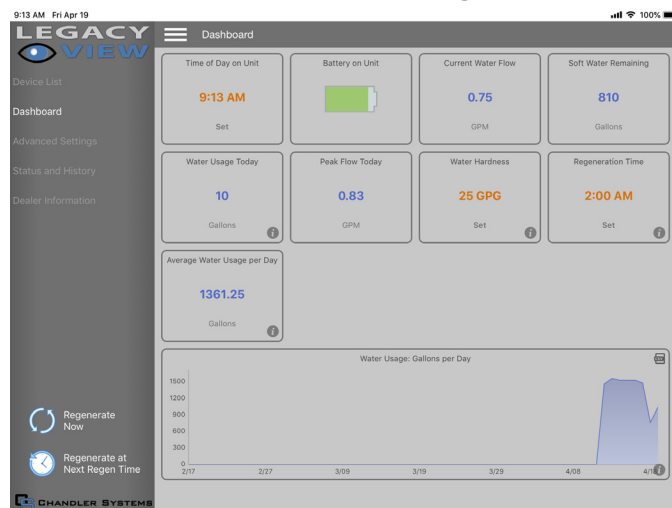 9:13 AM Fri Apr 19
100%
LEGACY
VIEW
Device List
Dashboard
Advanced Settings
Status and History
Dealer Information
Regenerate
Now
Regenerate at
Next Regen Time
CHANDLER SYSTEMS
Dashboard
Time of Day on Unit
9:13 AM
Set
Battery on Unit
Current Water Flow
0.75
GPM
Soft Water Remaining
810
Gallons
Water Usage Today
10
Gallons
Peak Flow Today
0.83
GPM
Water Hardness
25 GPG
Set
Regeneration Time
2:00 AM
Set
Average Water Usage per Day
1361.25
Gallons
Water Usage: Gallons per Day
1500
1200
900
600
300
0
2/17 2/27 3/09 3/19 3/29 4/08